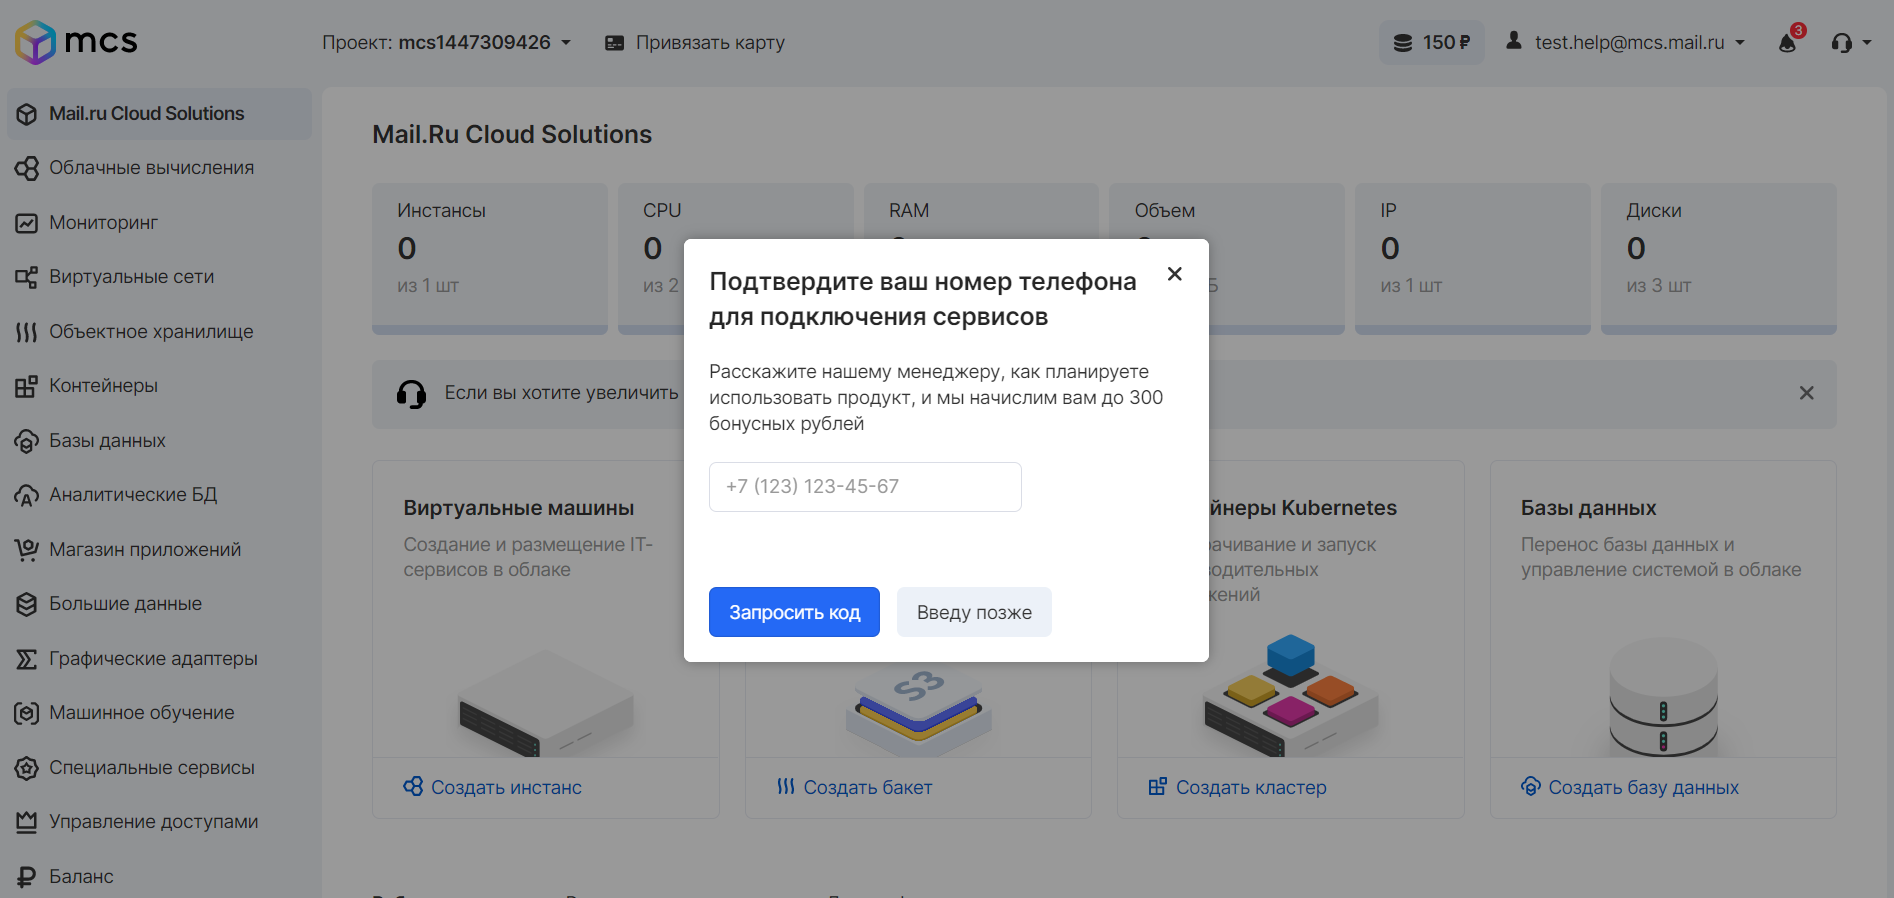 mcs
Проект: mcs1447309426
Привязать карту
150 ₽
test.help@mcs.mail.ru
3
Mail.ru Cloud Solutions
Облачные вычисления
Мониторинг
Виртуальные сети
Объектное хранилище
Контейнеры
Базы данных
Аналитические БД
Магазин приложений
Большие данные
Графические адаптеры
Машинное обучение
Специальные сервисы
Управление доступами
Баланс
Mail.Ru Cloud Solutions
Инстансы
0
из 1 шт
CPU
0
из 2
RAM
Объем
IP
0
из 1 шт
Диски
0
из 3 шт
Если вы хотите увеличить
Подтвердите ваш номер телефона
для подключения сервисов
Расскажите нашему менеджеру, как планируете
использовать продукт, и мы начислим вам до 300
бонусных рублей
+7 (123) 123-45-67
Запросить код
Введу позже
Виртуальные машины
Создание и размещение IT-
сервисов в облаке
Создать инстанс
S3
Создать бакет
йнеры Kubernetes
ачивание и запуск
водительных
жений
Создать кластер
Базы данных
Перенос базы данных и
управление системой в облаке
Создать базу данных